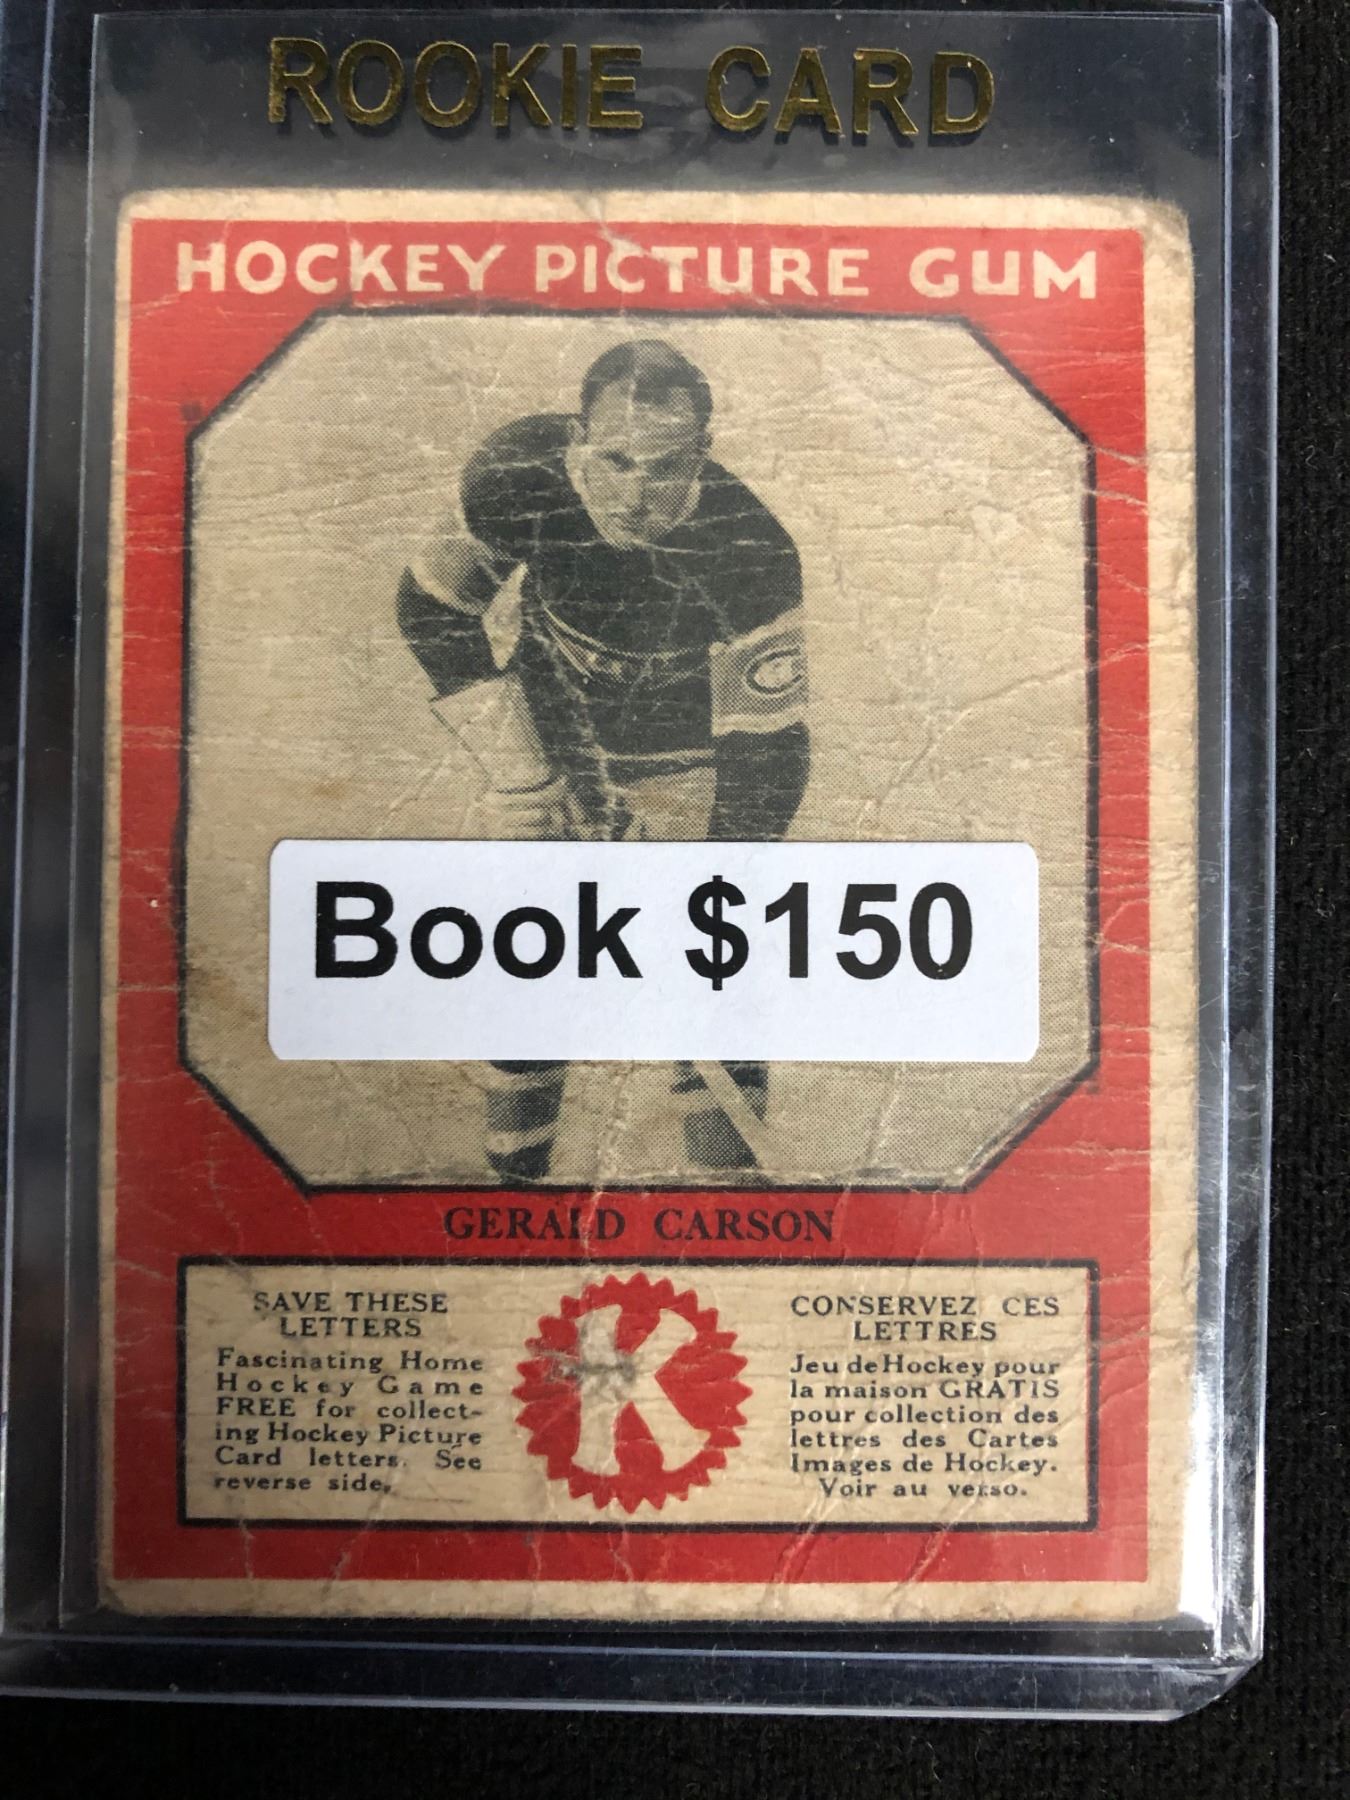 ROOKIE CARD
HOCKEY PICTURE GUM
C
Book $150
GERALD CARSON
SAVE THESE
LETTERS
Fascinating Home
Hockey Game
FREE for collect-
ing Hockey Picture
Card letters. See
reverse side.
K
CONSERVEZ CES
LETTRES
Jeu de Hockey pour
la maison GRATIS
pour collection des
lettres des Cartes
Images de Hockey.
Voir au verso.